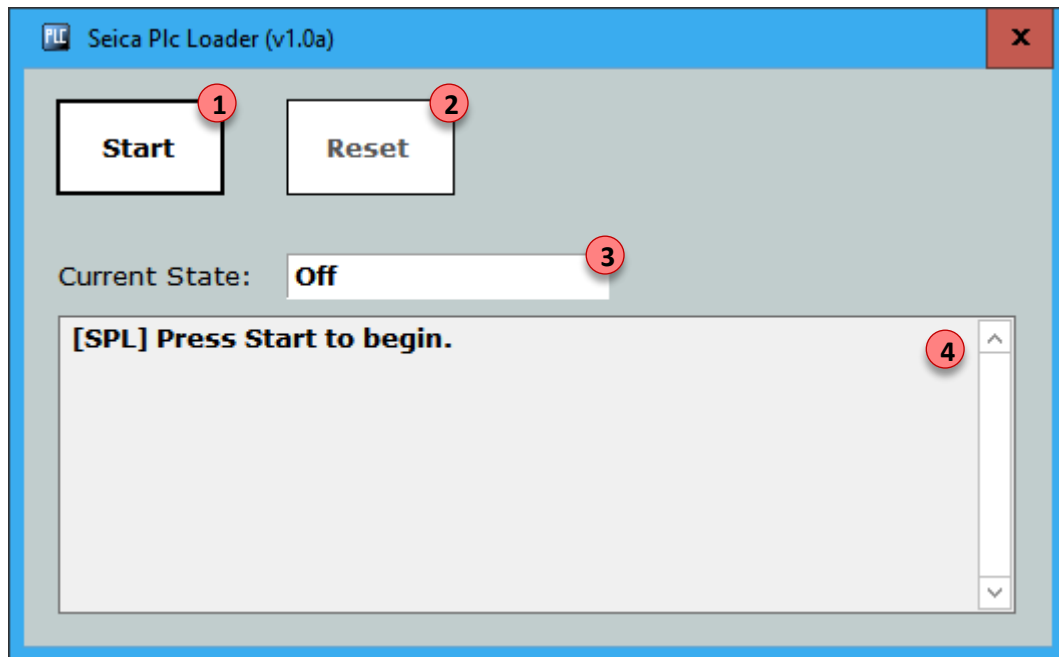 PLC Seica Plc Loader (v1.0a) x
1 2
Start Reset
3
Current State: Off
[SPL] Press Start to begin.
4